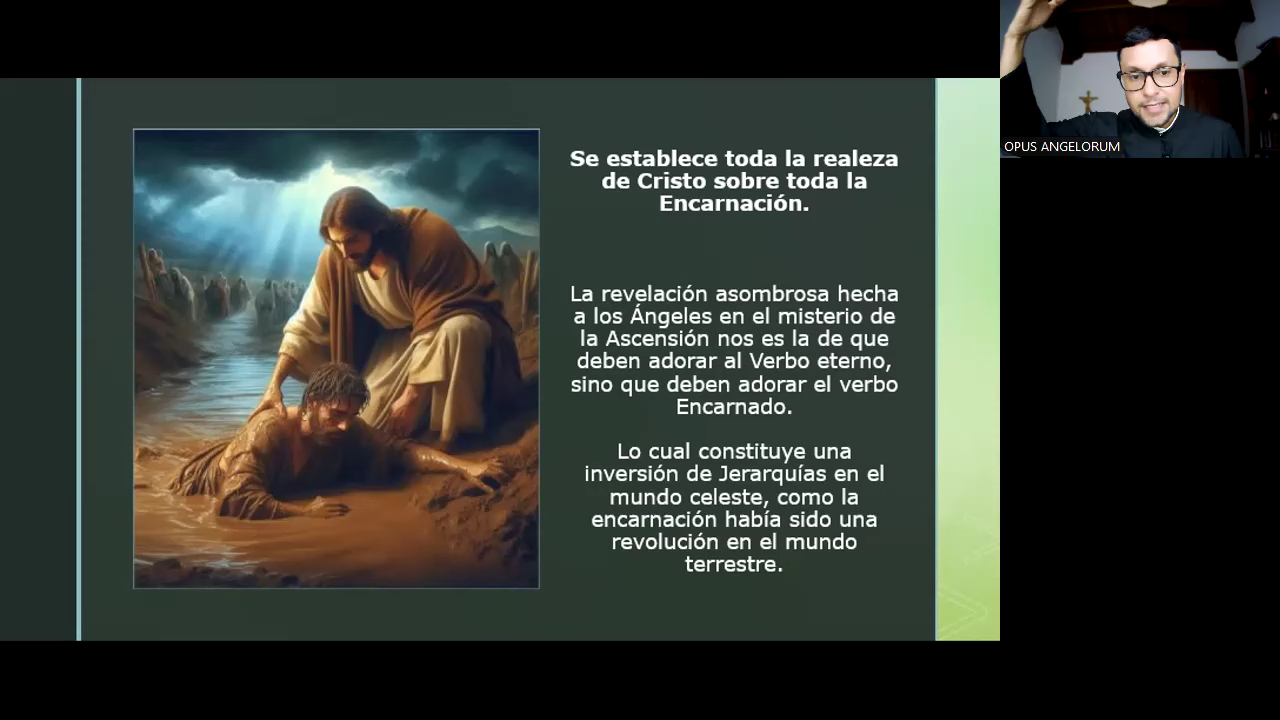 Se establece toda la realeza
de Cristo sobre toda la
Encarnación.
La revelación asombrosa hecha
a los Ángeles en el misterio de
la Ascensión nos es la de que
deben adorar al Verbo eterno,
sino que deben adorar el verbo
Encarnado.
Lo cual constituye una
inversión de Jerarquías en el
mundo celeste, como la
encarnación había sido una
revolución en el mundo
terrestre.
OPUS ANGELORUM